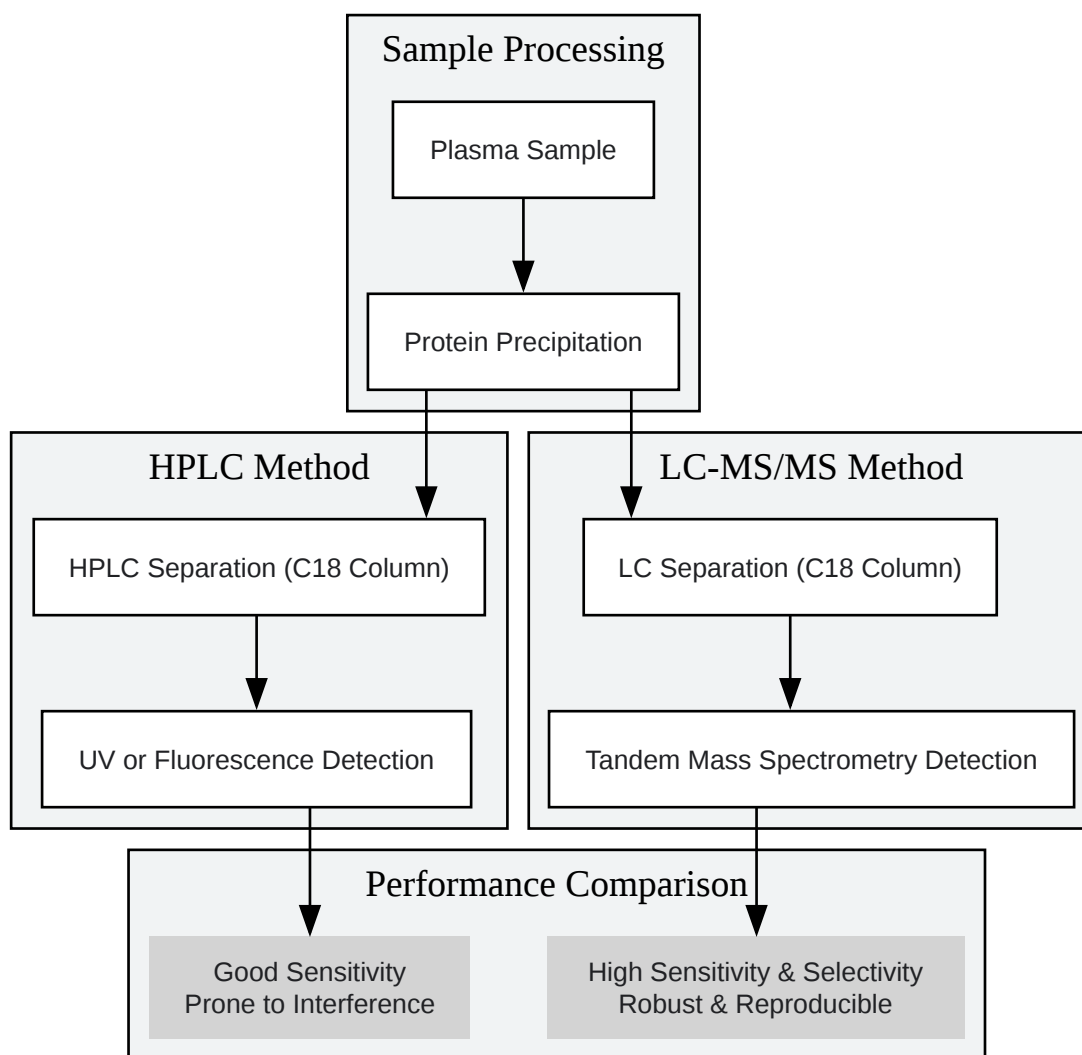 Sample Processing
Plasma Sample
Protein Precipitation
HPLC Method
HPLC Separation (C18 Column)
UV or Fluorescence Detection
LC-MS/MS Method
LC Separation (C18 Column)
Tandem Mass Spectrometry Detection
Performance Comparison
Good Sensitivity
Prone to Interference
High Sensitivity & Selectivity
Robust & Reproducible